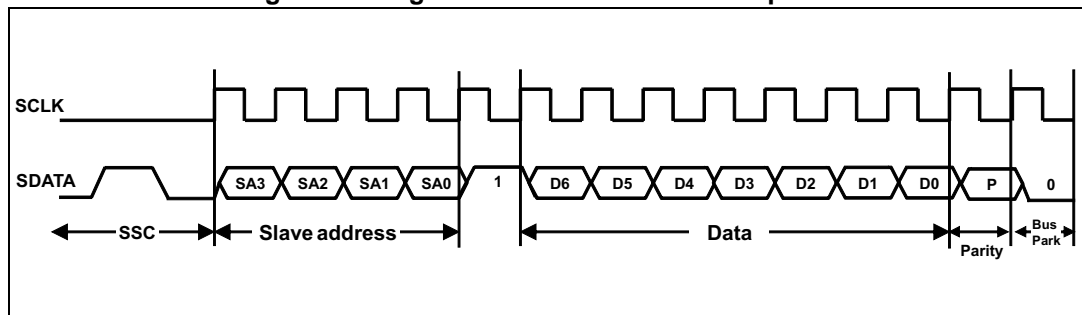 SCLK
SDATA SA3 SA2 SA1 SA0 1 D6 D5 D4 D3 D2 D1 D0 P 0
SSC Slave address Data Parity Bus Park